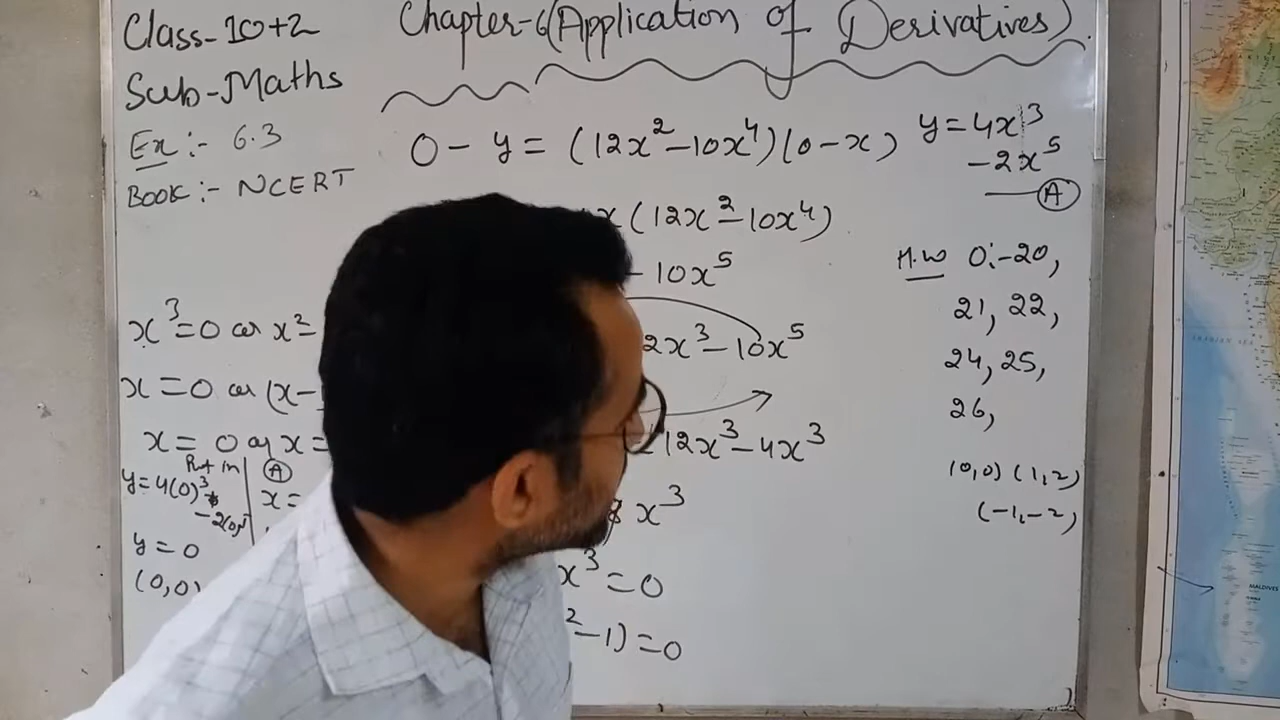 Class-10+2
Chapter-6(Application of Derivatives).
Sub-Maths
Ex:- 6.3
BOOK:- NCERT
0 - y = (12x²-10x⁴)(0-x)
y = 4x³
-2x⁵
Ⓐ
x(12x²-10x⁴)
- 10x⁵
2x³-10x⁵
12x³-4x³
x³
x³=0
²-1)=0
x³=0 or x²-
x=0 or (x-
x=0 or x=
Put in Ⓐ
y=4(0)³
-2(0)⁵
y=0
(0,0)
x=
H.W Q:-20,
21, 22,
24, 25,
26,
(0,0) (1,2)
(-1,-2)
MALDIVES